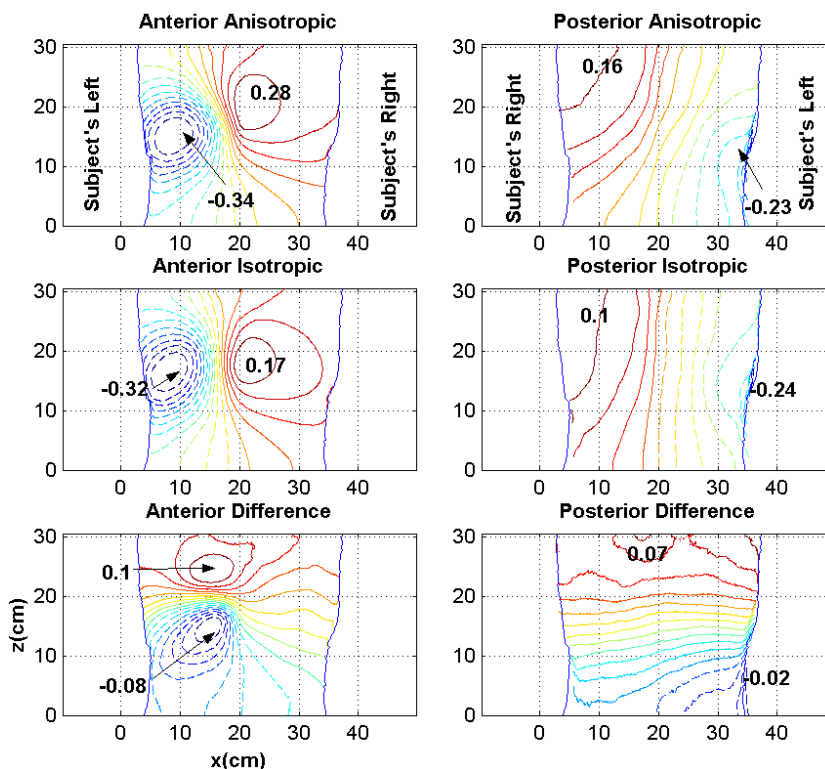 Anterior Anisotropic
Posterior Anisotropic
30
20
10
0
Subject's Left
0.28
-0.34
Subject's Right
0 10 20 30 40
30
20
10
0
0.16
Subject's Right
-0.23
Subject's Left
0 10 20 30 40
Anterior Isotropic
Posterior Isotropic
30
20
10
0
-0.32
0.17
0 10 20 30 40
30
20
10
0
0.1
-0.24
0 10 20 30 40
Anterior Difference
Posterior Difference
z(cm)
30
20
10
0
0.1
-0.08
0 10 20 30 40
x(cm)
30
20
10
0
0.07
-0.02
0 10 20 30 40